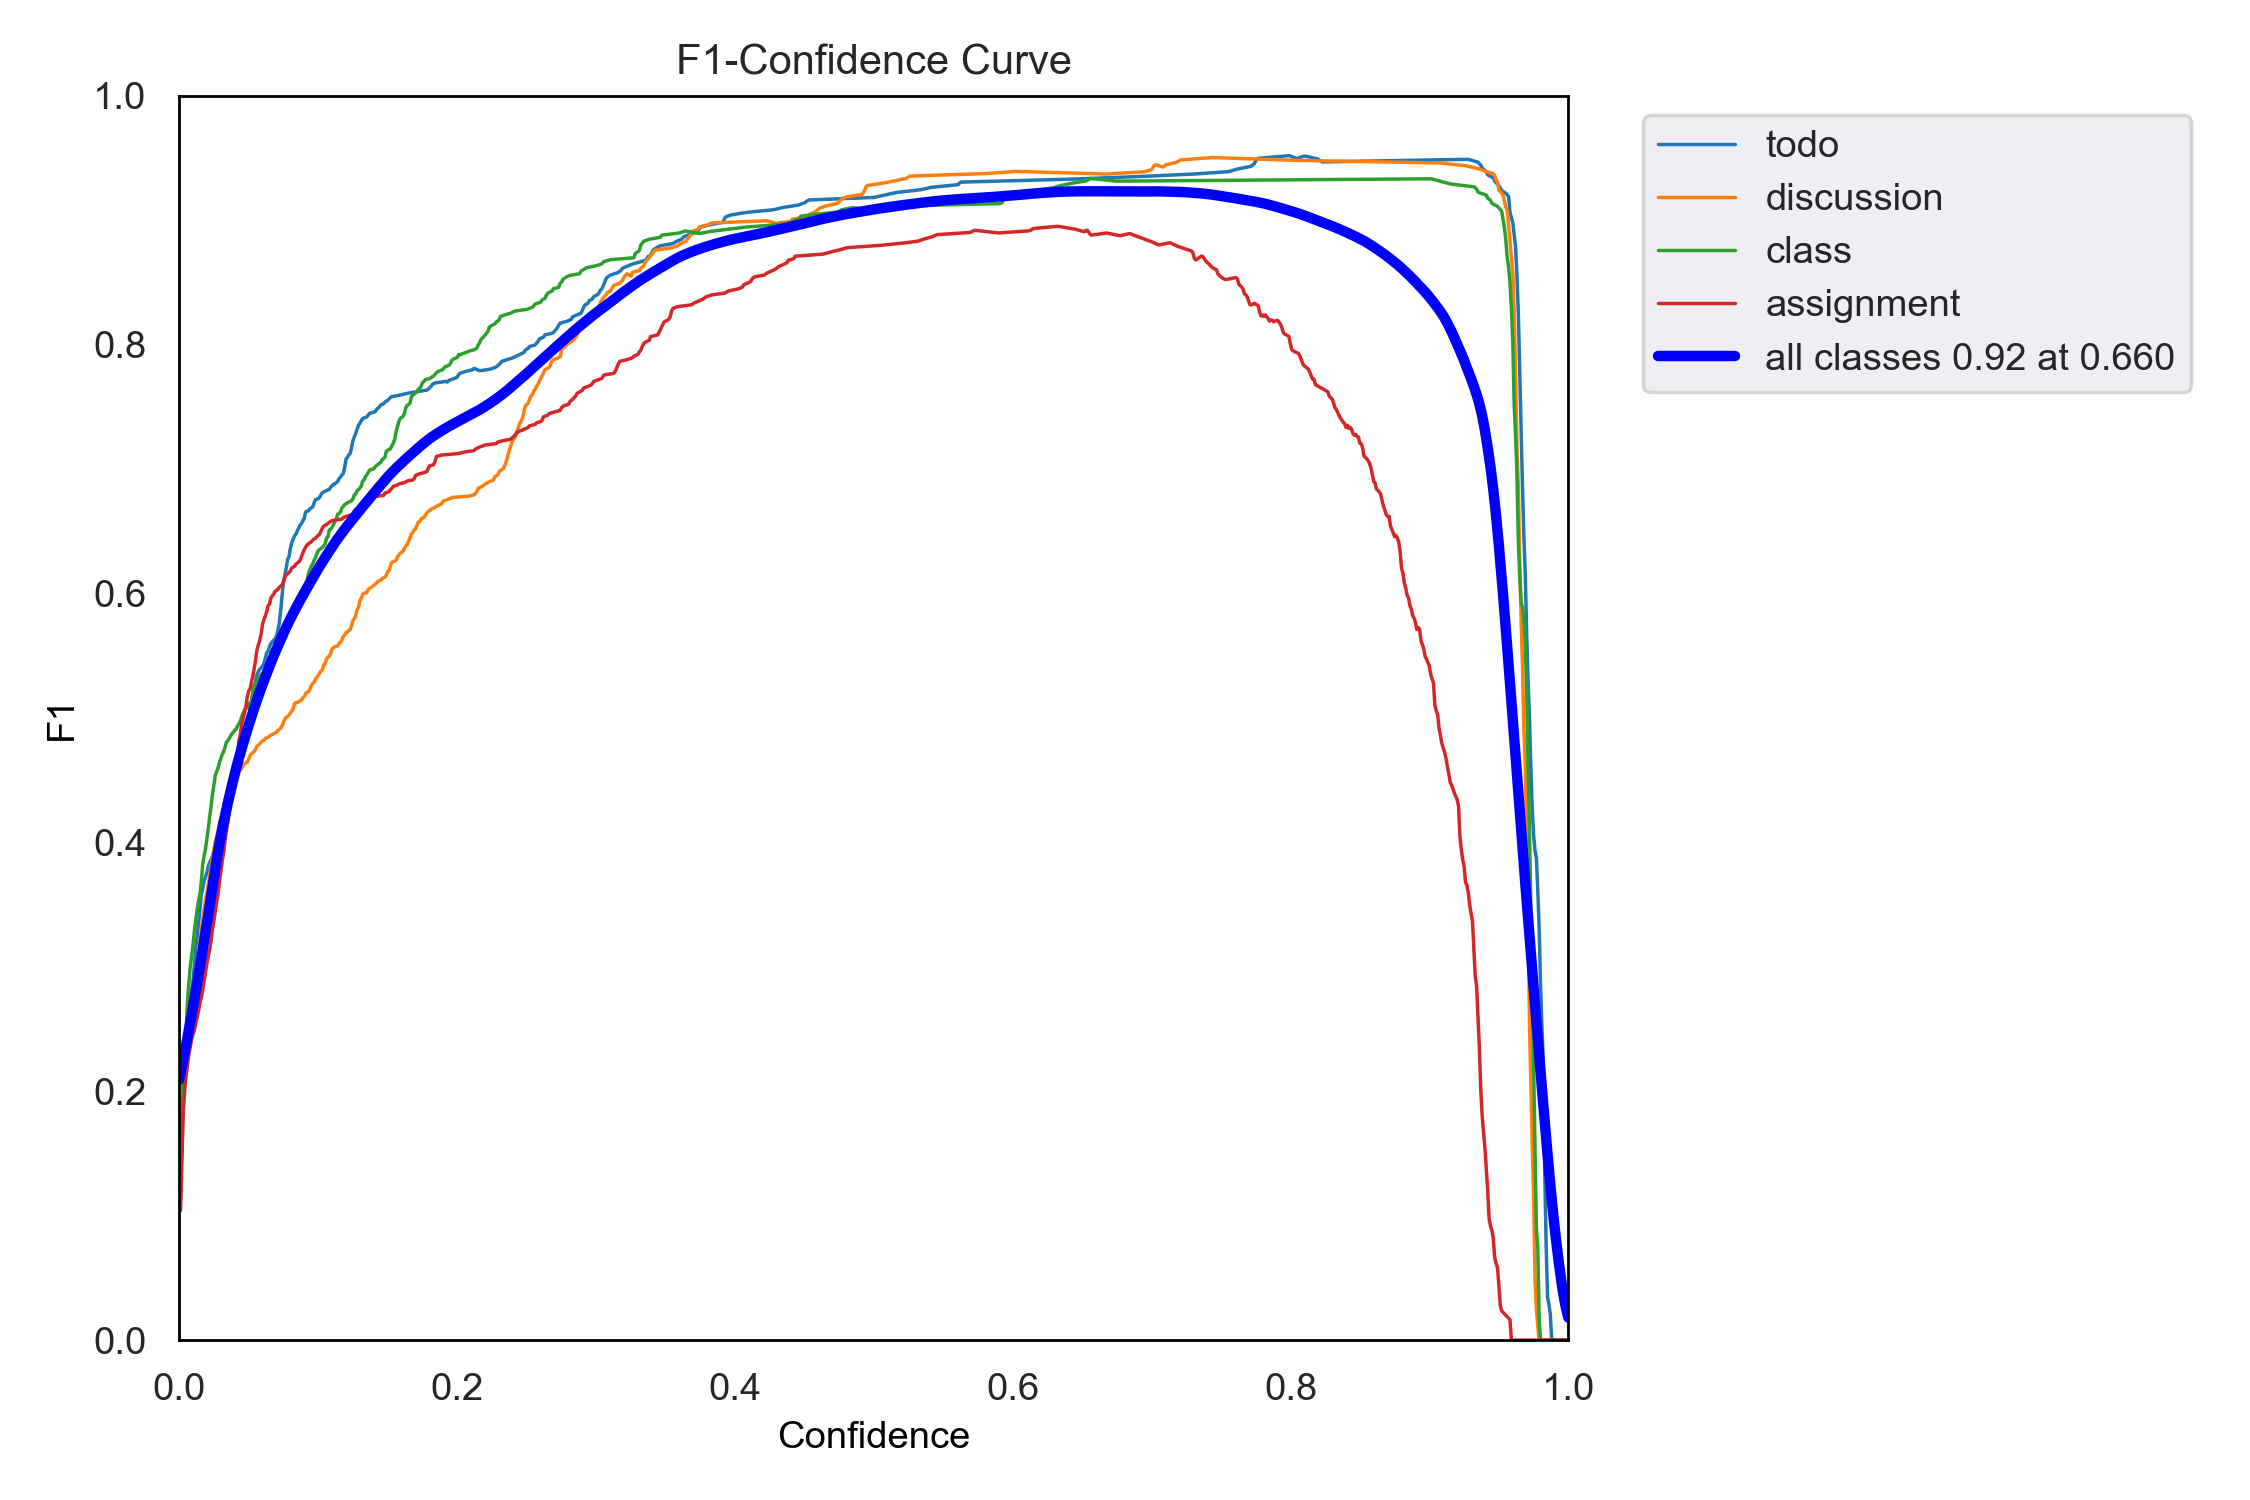 F1-Confidence Curve
1.0
0.8
0.6
0.4
0.2
0.0
F1
0.0 0.2 0.4 0.6 0.8 1.0
Confidence
todo
discussion
class
assignment
all classes 0.92 at 0.660